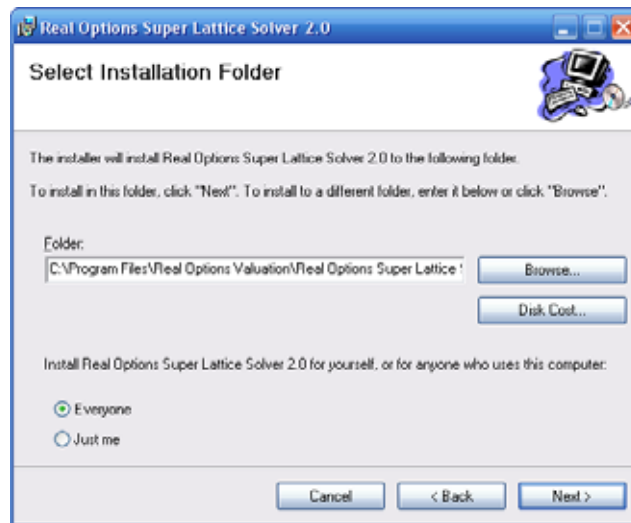 Real Options Super Lattice Solver 2.0
Select Installation Folder
The installer will install Real Options Super Lattice Solver 2.0 to the following folder.
To install in this folder, click "Next". To install to a different folder, enter it below or click "Browse".
Folder:
C:\Program Files\Real Options Valuation\Real Options Super Lattice
Browse...
Disk Cost...
Install Real Options Super Lattice Solver 2.0 for yourself, or for anyone who uses this computer:
Everyone
Just me
Cancel
< Back
Next >